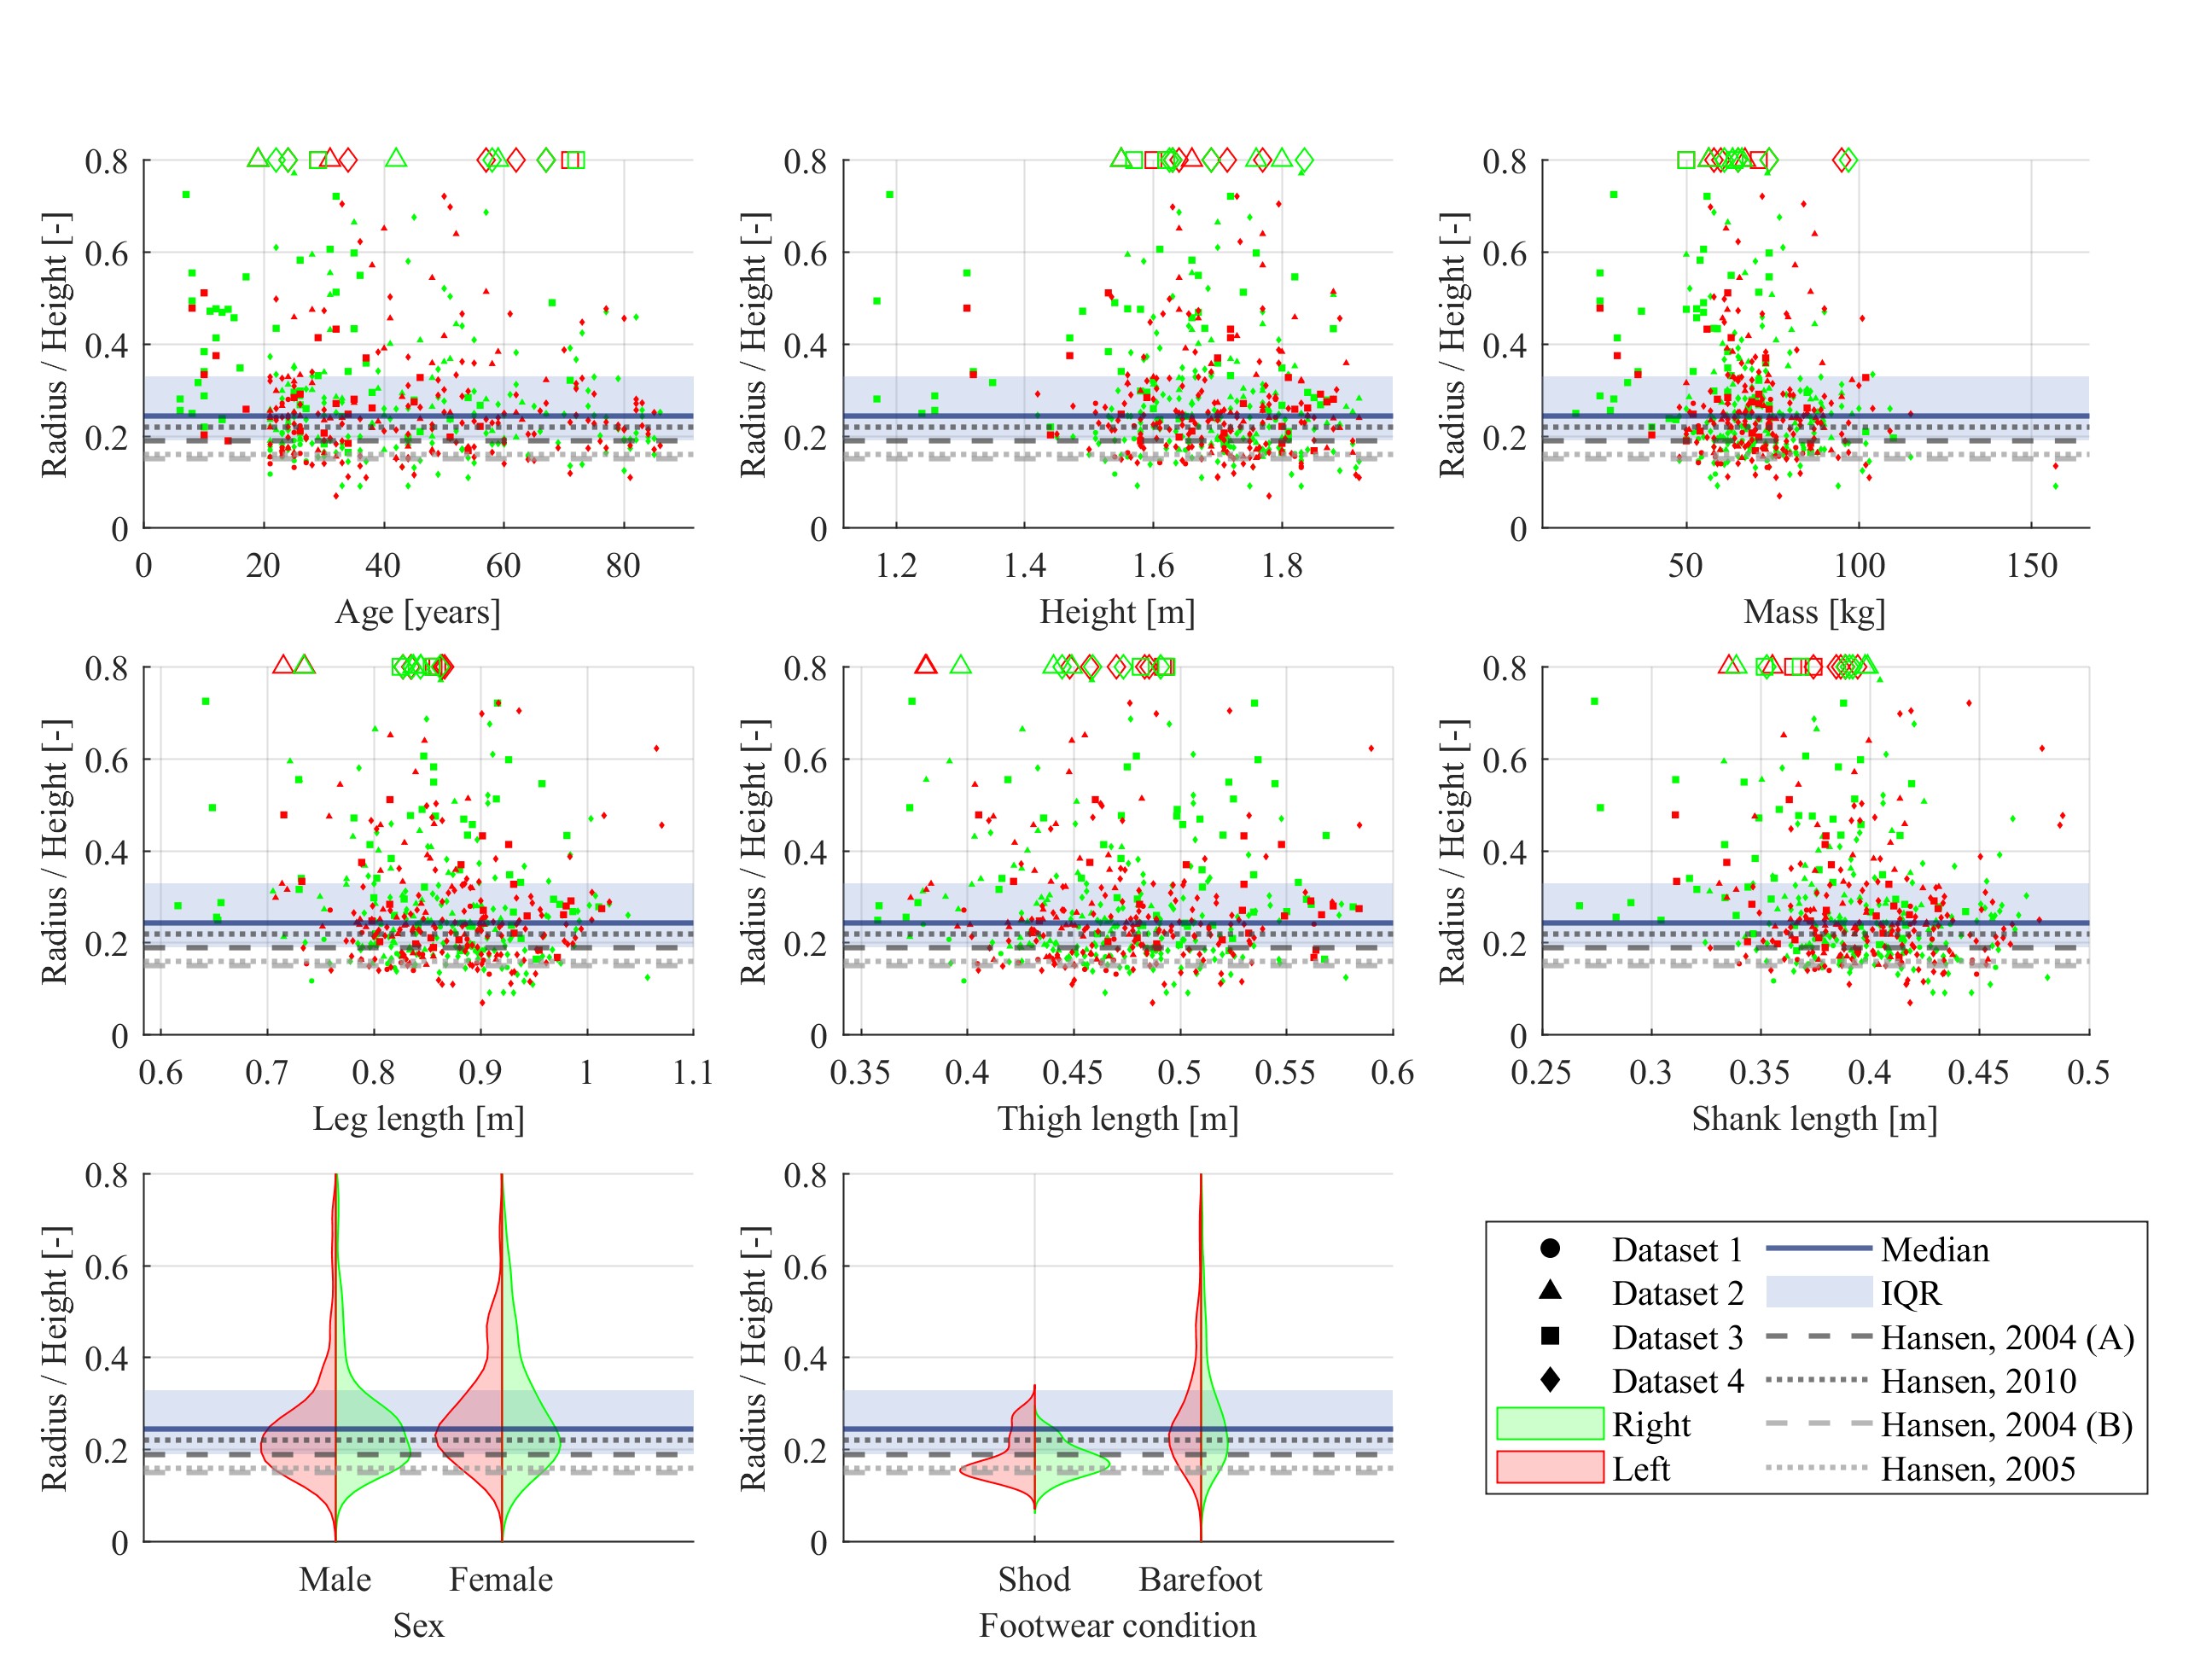 0.8
0.6
0.4
0.2
0
Radius / Height [-]
0 20 40 60 80
Age [years]
0.8
0.6
0.4
0.2
0
Radius / Height [-]
1.2 1.4 1.6 1.8
Height [m]
0.8
0.6
0.4
0.2
0
Radius / Height [-]
50 100 150
Mass [kg]
0.8
0.6
0.4
0.2
0
Radius / Height [-]
0.6 0.7 0.8 0.9 1 1.1
Leg length [m]
0.8
0.6
0.4
0.2
0
Radius / Height [-]
0.35 0.4 0.45 0.5 0.55 0.6
Thigh length [m]
0.8
0.6
0.4
0.2
0
Radius / Height [-]
0.25 0.3 0.35 0.4 0.45 0.5
Shank length [m]
0.8
0.6
0.4
0.2
0
Radius / Height [-]
Male Female
Sex
0.8
0.6
0.4
0.2
0
Radius / Height [-]
Shod Barefoot
Footwear condition
Dataset 1 Median
Dataset 2 IQR
Dataset 3 Hansen, 2004 (A)
Dataset 4 Hansen, 2010
Right Hansen, 2004 (B)
Left Hansen, 2005